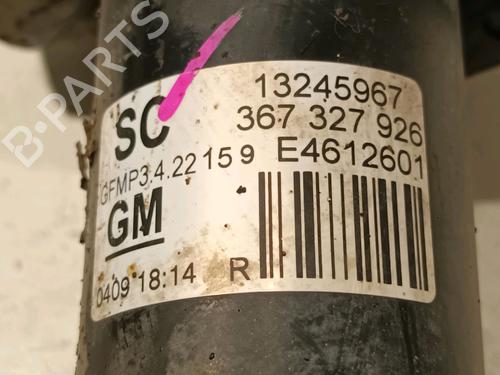 B-PARTS
SC 13245967
367 327 926
GFMP3.4.22 15 9 E4612601
GM
0409 18:14 R